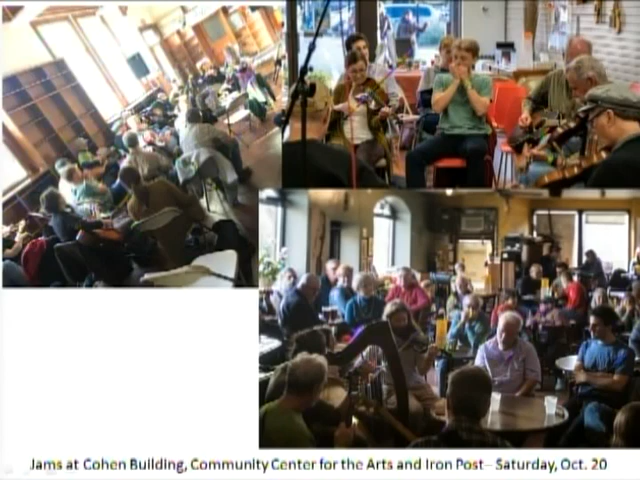 Jams at Cohen Building, Community Center for the Arts and Iron Post– Saturday, Oct. 20